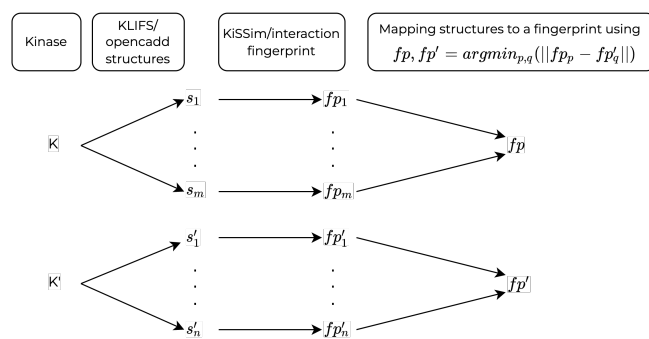 Kinase
KLIFS/
opencadd
structures
KiSSim/interaction
fingerprint
Mapping structures to a fingerprint using
fp, fp' = argmin_{p,q}(||fp_p − fp'_q||)
s_1
fp_1
K
fp
s_m
fp_m
s'_1
fp'_1
K'
fp'
s'_n
fp'_n